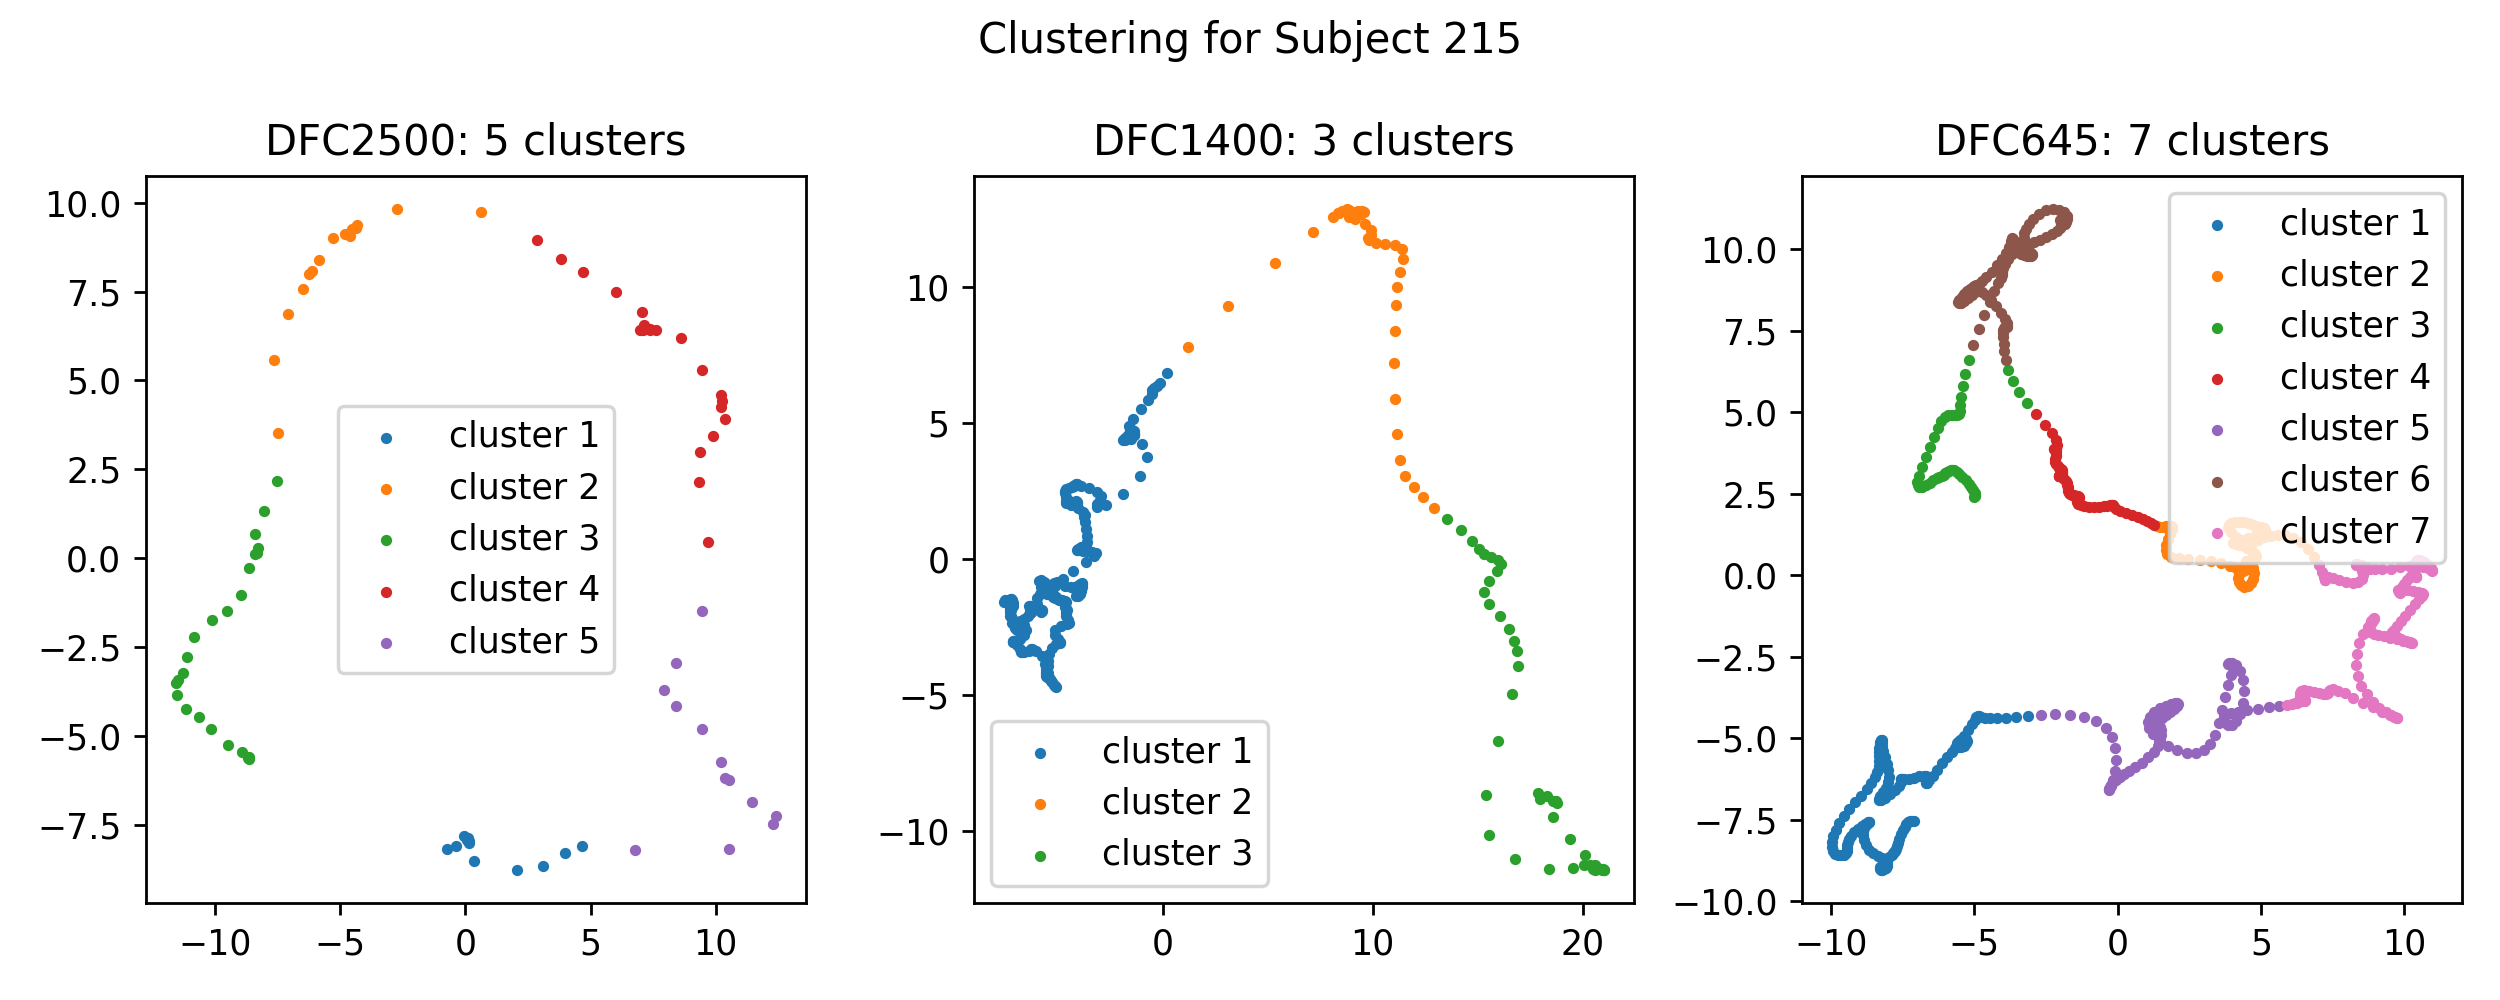 Clustering for Subject 215
DFC2500: 5 clusters
10.0
7.5
5.0
2.5
0.0
−2.5
−5.0
−7.5
−10
−5
0
5
10
cluster 1
cluster 2
cluster 3
cluster 4
cluster 5
DFC1400: 3 clusters
10
5
0
−5
−10
0
10
20
cluster 1
cluster 2
cluster 3
DFC645: 7 clusters
10.0
7.5
5.0
2.5
0.0
−2.5
−5.0
−7.5
−10.0
−10
−5
0
5
10
cluster 1
cluster 2
cluster 3
cluster 4
cluster 5
cluster 6
cluster 7